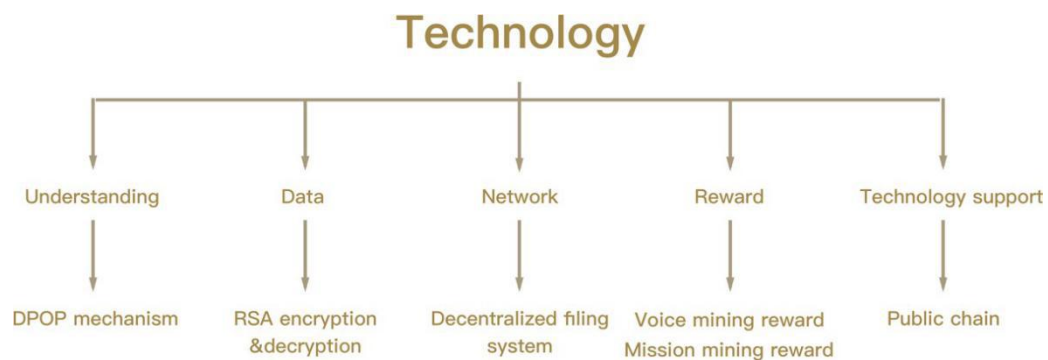 Technology
Understanding
Data
Network
Reward
Technology support
DPOP mechanism
RSA encryption
&decryption
Decentralized filing
system
Voice mining reward
Mission mining reward
Public chain